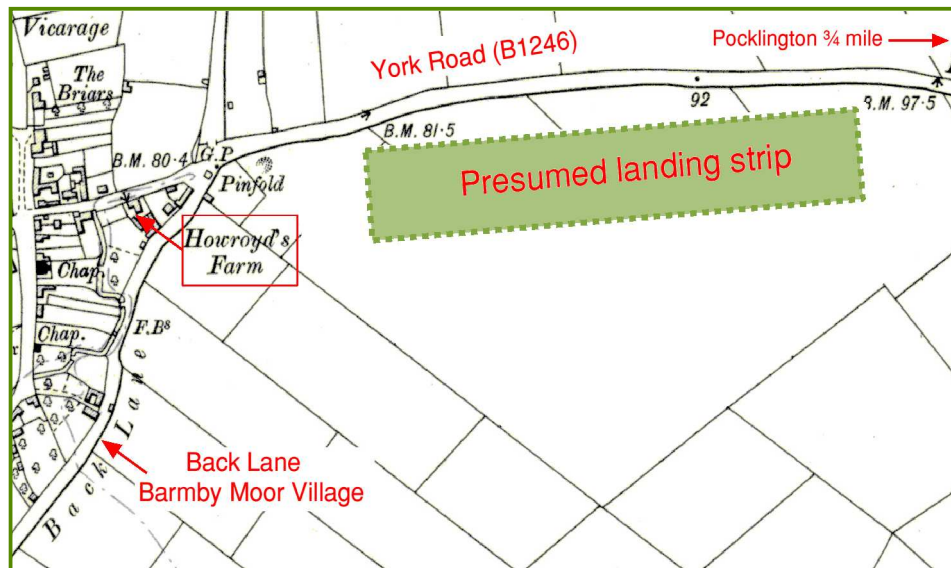 Vicarage
York Road (B1246)
Pocklington ¾ mile
The
Briars
92
B.M. 97·5
B.M. 81·5
B.M. 80·4
G.P.
Presumed landing strip
Pinfold
Howroyd's
Farm
Chap.
F.Bs
Chap.
Back Lane
Back Lane
Barmby Moor Village